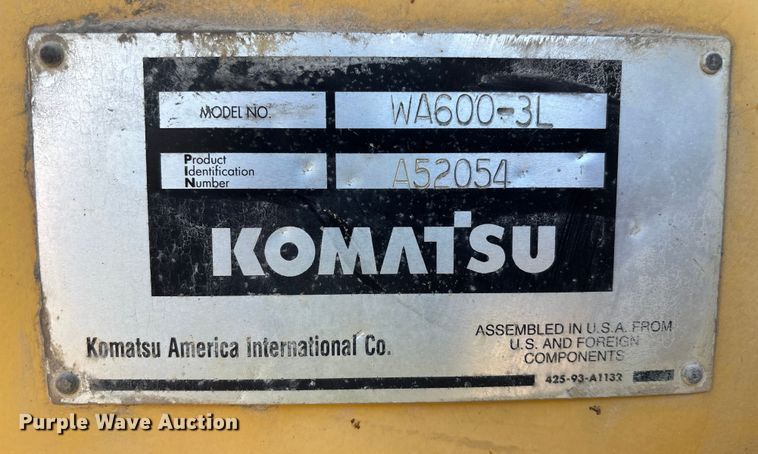 MODEL NO. WA600-3L
Product
Identification
Number
A52054
KOMATSU
Komatsu America International Co.
ASSEMBLED IN U.S.A. FROM
U.S. AND FOREIGN
COMPONENTS
425-93-A1132
Purple Wave Auction